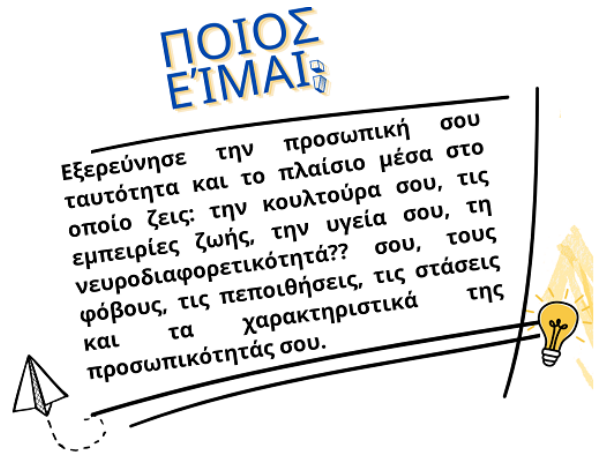 ΠΟΙΟΣ
ΕΊΜΑΙ;
Εξερεύνησε την προσωπική σου
ταυτότητα και το πλαίσιο μέσα στο
οποίο ζεις: την κουλτούρα σου, τις
εμπειρίες ζωής, την υγεία σου, τη
νευροδιαφορετικότητά?? σου, τους
φόβους, τις πεποιθήσεις, τις στάσεις
και τα χαρακτηριστικά της
προσωπικότητάς σου.